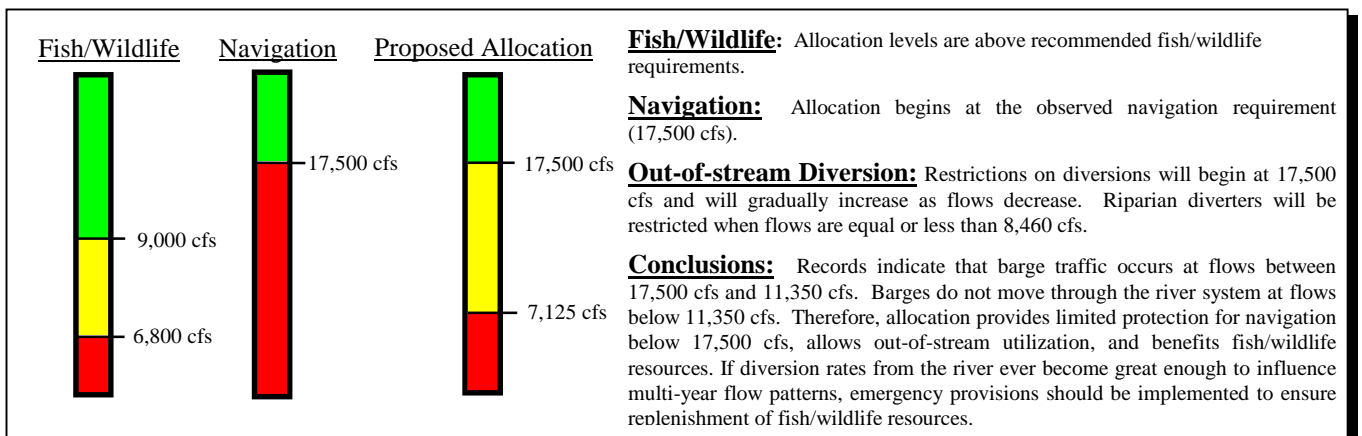 Fish/Wildlife
Navigation
Proposed Allocation
17,500 cfs
17,500 cfs
9,000 cfs
7,125 cfs
6,800 cfs
Fish/Wildlife: Allocation levels are above recommended fish/wildlife
requirements.
Navigation: Allocation begins at the observed navigation requirement
(17,500 cfs).
Out-of-stream Diversion: Restrictions on diversions will begin at 17,500
cfs and will gradually increase as flows decrease. Riparian diverters will be
restricted when flows are equal or less than 8,460 cfs.
Conclusions: Records indicate that barge traffic occurs at flows between
17,500 cfs and 11,350 cfs. Barges do not move through the river system at flows
below 11,350 cfs. Therefore, allocation provides limited protection for navigation
below 17,500 cfs, allows out-of-stream utilization, and benefits fish/wildlife
resources. If diversion rates from the river ever become great enough to influence
multi-year flow patterns, emergency provisions should be implemented to ensure
replenishment of fish/wildlife resources.